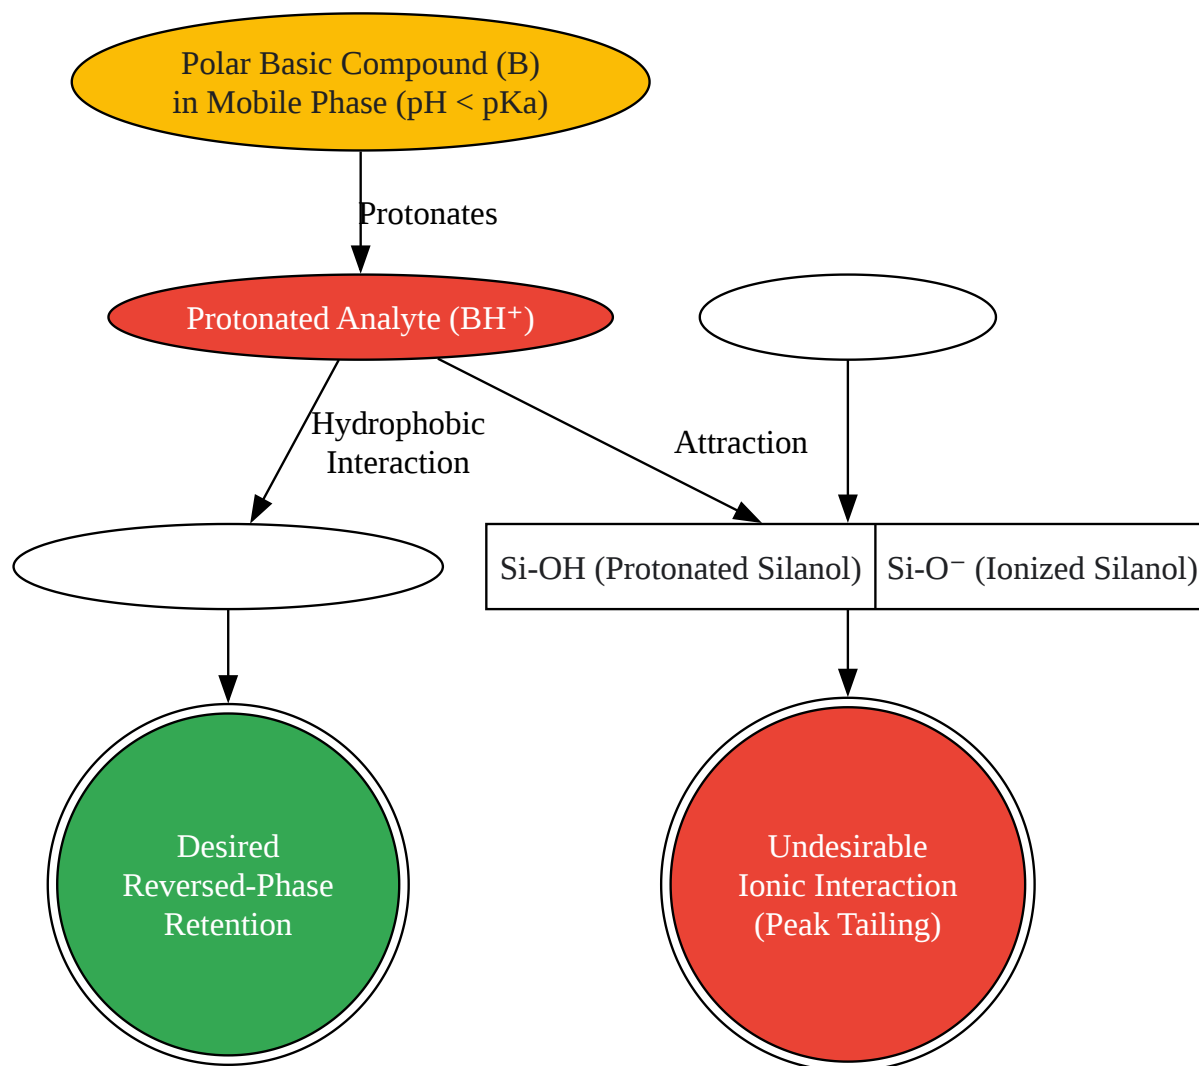 Polar Basic Compound (B)
in Mobile Phase (pH < pKa)
Protonates
Protonated Analyte (BH⁺)
Hydrophobic
Interaction
Attraction
Si-OH (Protonated Silanol)
Si-O⁻ (Ionized Silanol)
Desired
Reversed-Phase
Retention
Undesirable
Ionic Interaction
(Peak Tailing)